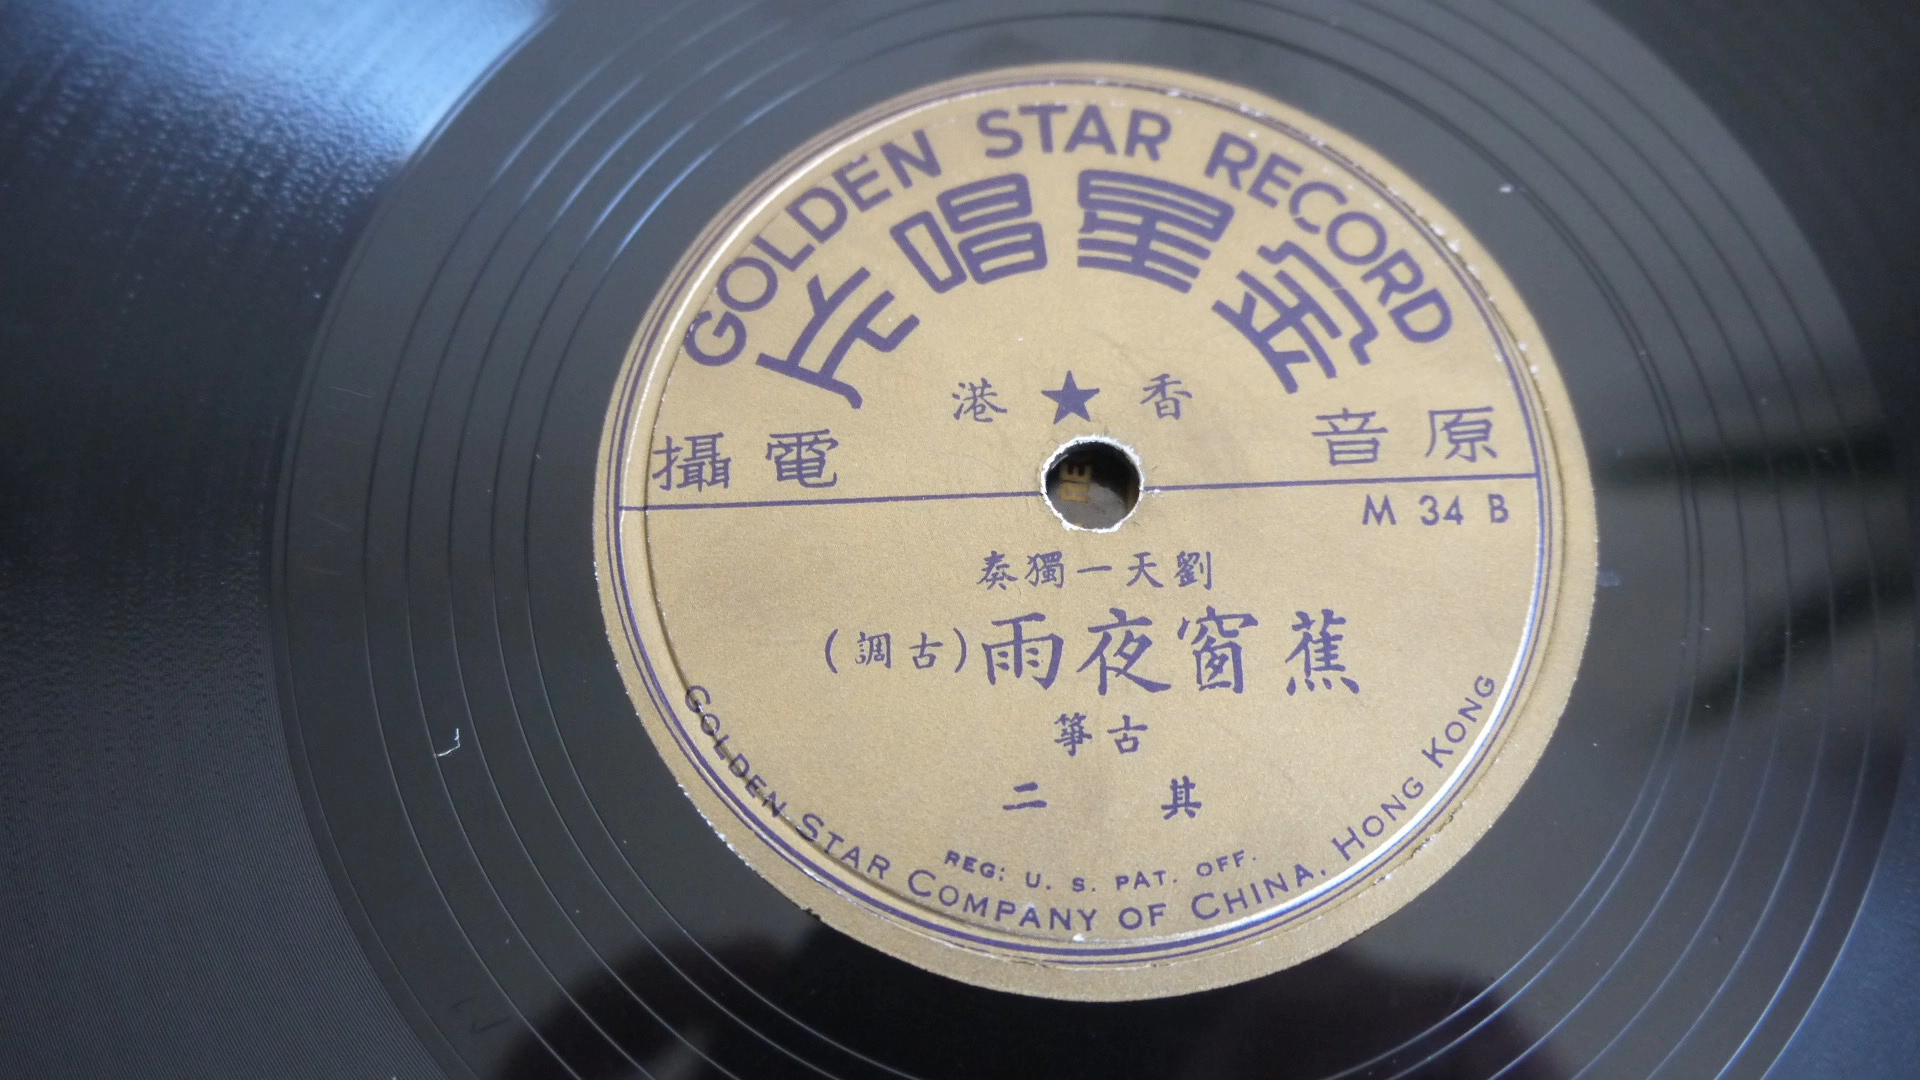 GOLDEN STAR RECORD
金星唱片
香港
原音電攝
M 34 B
劉天一獨奏
蕉窗夜雨(古調)
古箏
其二
REG: U. S. PAT. OFF.
GOLDEN STAR COMPANY OF CHINA, HONG KONG